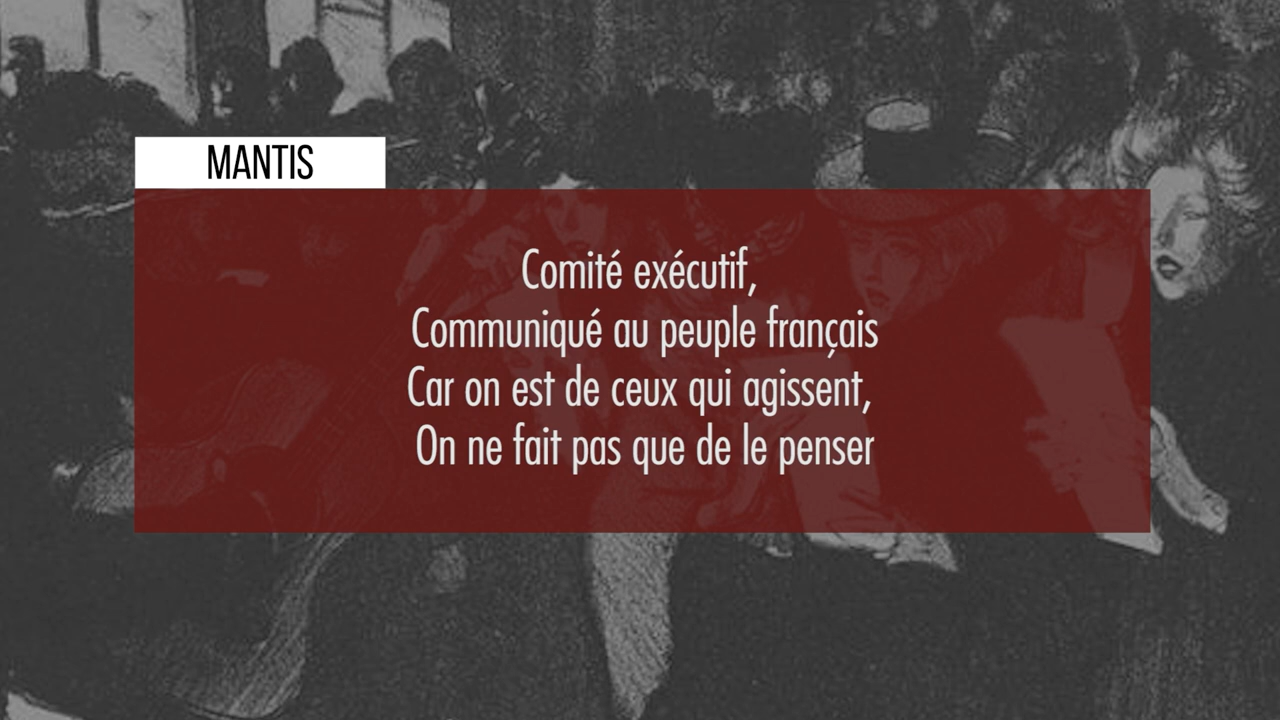 MANTIS
Comité exécutif,
Communiqué au peuple français
Car on est de ceux qui agissent,
On ne fait pas que de le penser